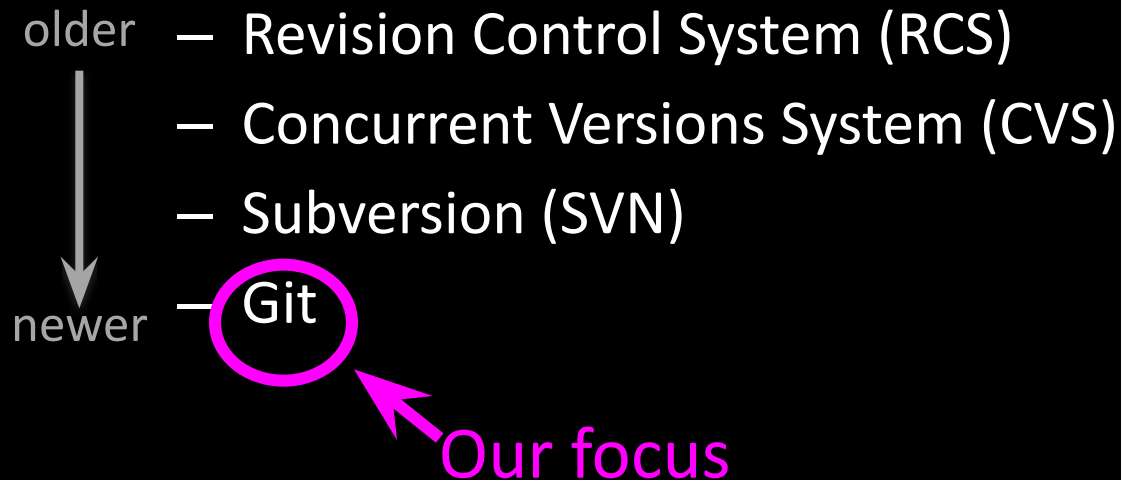 older
– Revision Control System (RCS)
– Concurrent Versions System (CVS)
– Subversion (SVN)
– Git
newer
Our focus